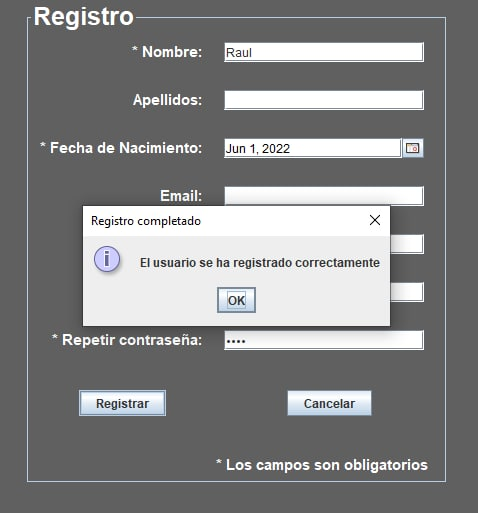 Registro
* Nombre: Raul
Apellidos:
* Fecha de Nacimiento: Jun 1, 2022
Email:
Registro completado
El usuario se ha registrado correctamente
OK
* Repetir contraseña: ••••
Registrar Cancelar
* Los campos son obligatorios